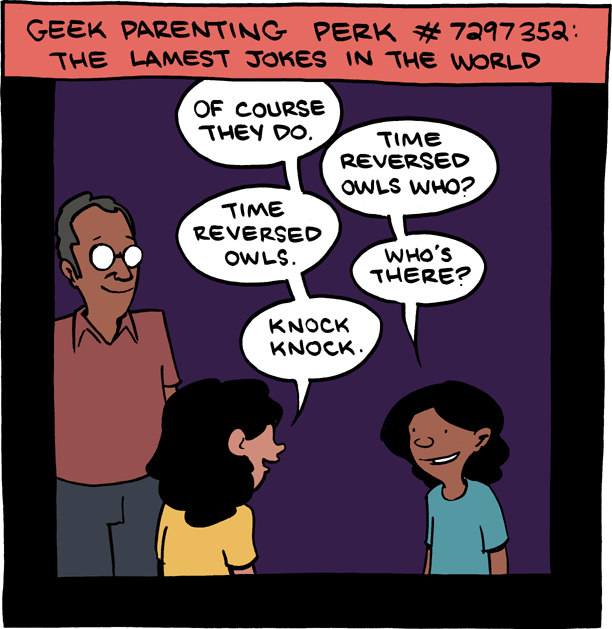 GEEK PARENTING PERK #7297352:
THE LAMEST JOKES IN THE WORLD
OF COURSE
THEY DO.
TIME
REVERSED
OWLS WHO?
TIME
REVERSED
OWLS.
WHO'S
THERE?
KNOCK
KNOCK.